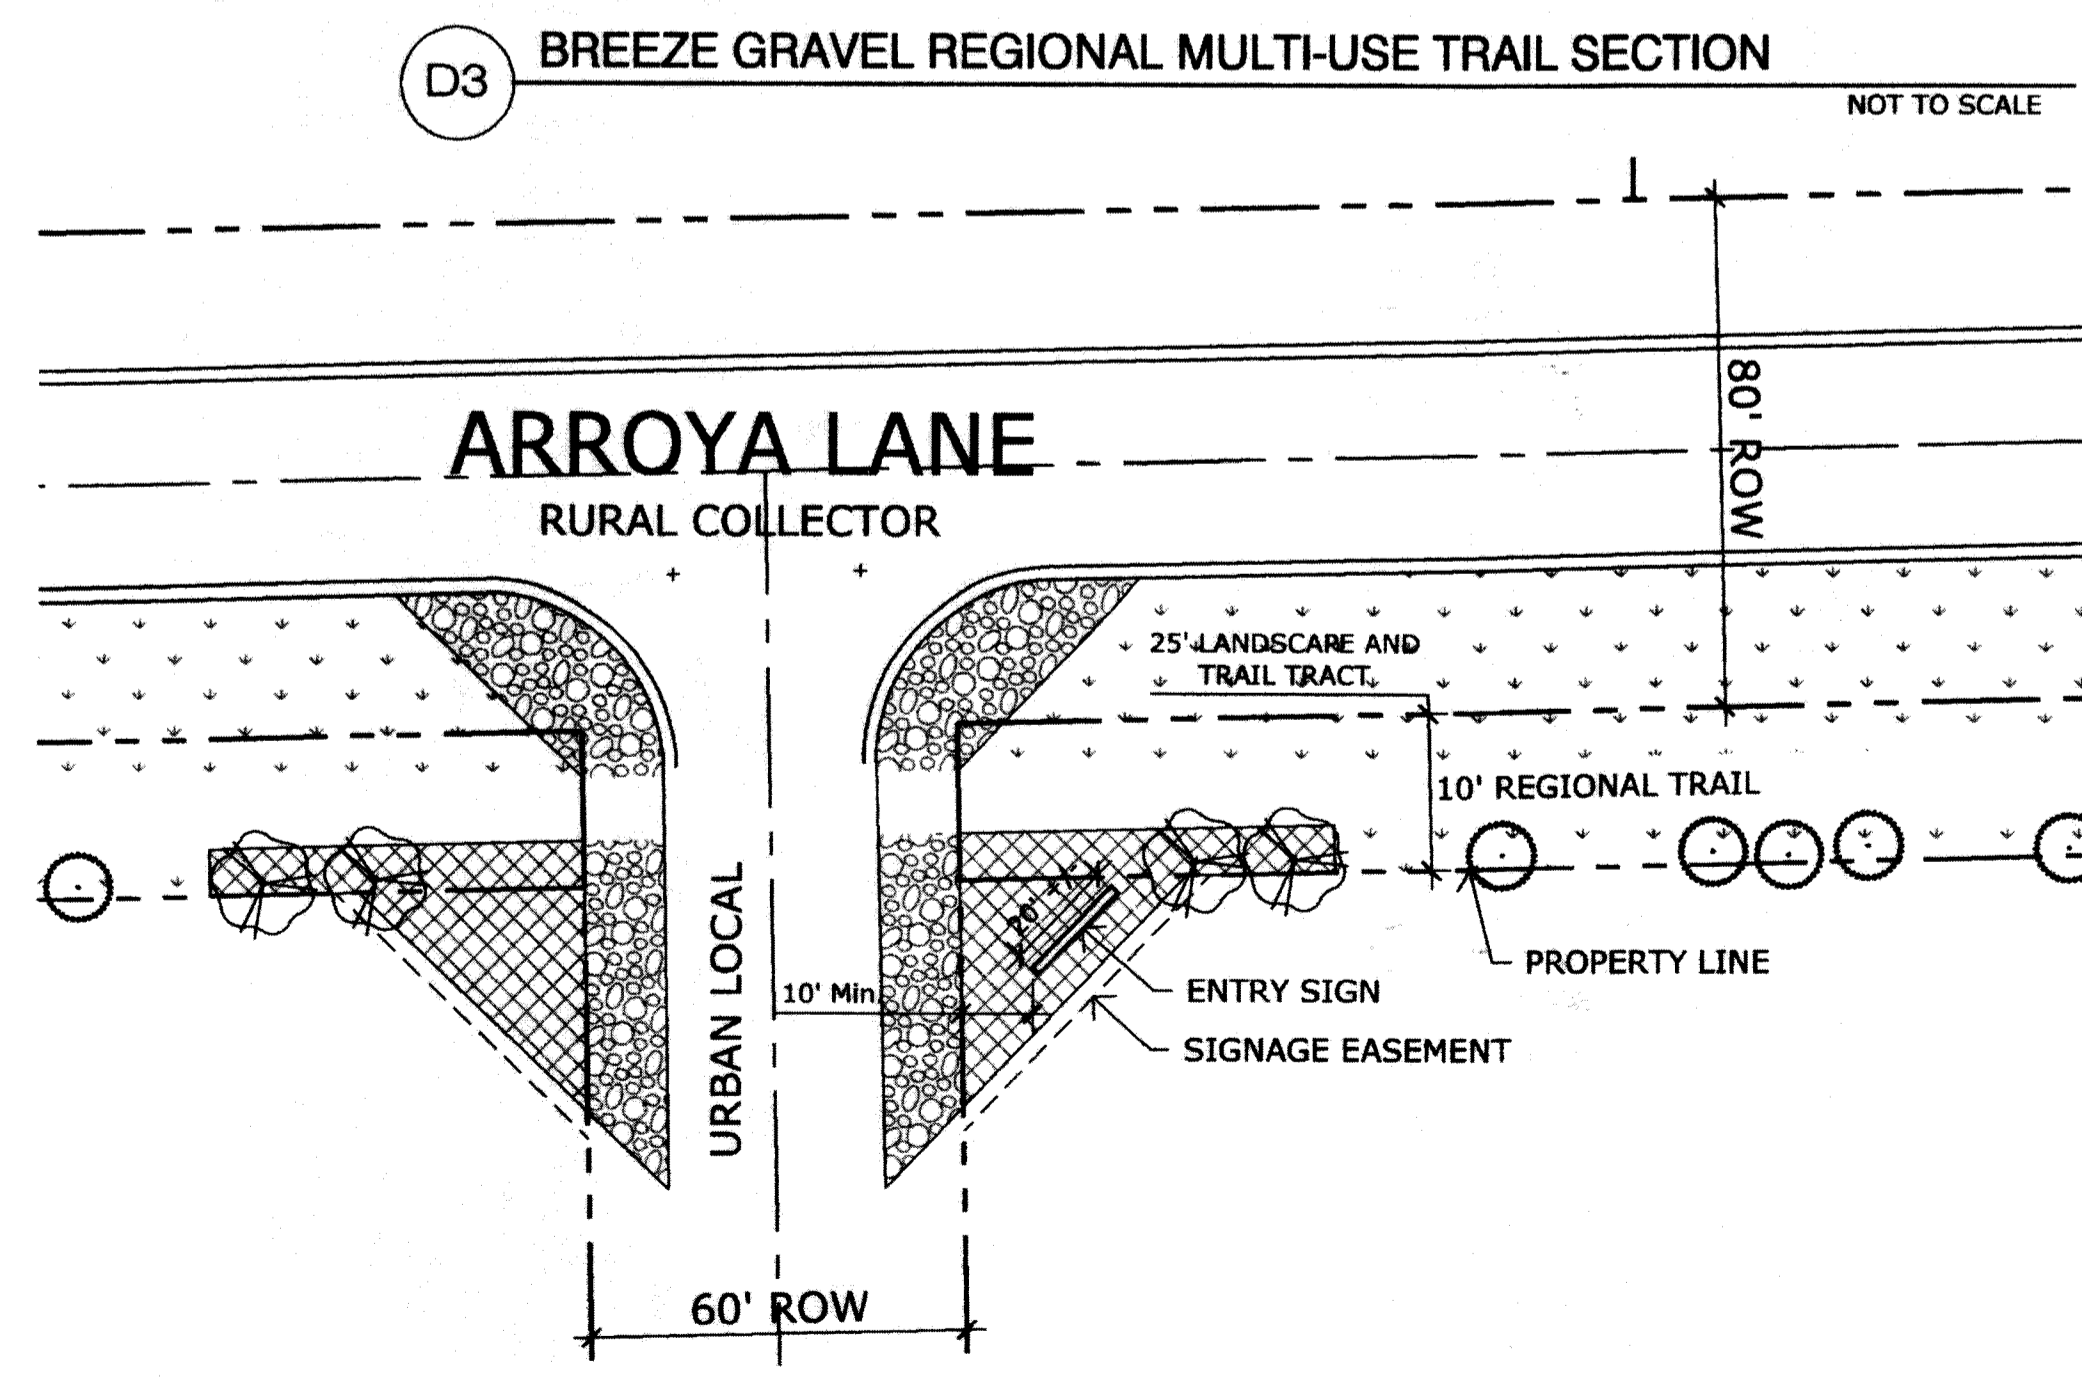 D3
BREEZE GRAVEL REGIONAL MULTI-USE TRAIL SECTION
NOT TO SCALE
80' ROW
ARROYA LANE
RURAL COLLECTOR
25' LANDSCAPE AND
TRAIL TRACT
10' REGIONAL TRAIL
20' +/-
PROPERTY LINE
ENTRY SIGN
10' Min.
SIGNAGE EASEMENT
URBAN LOCAL
60' ROW